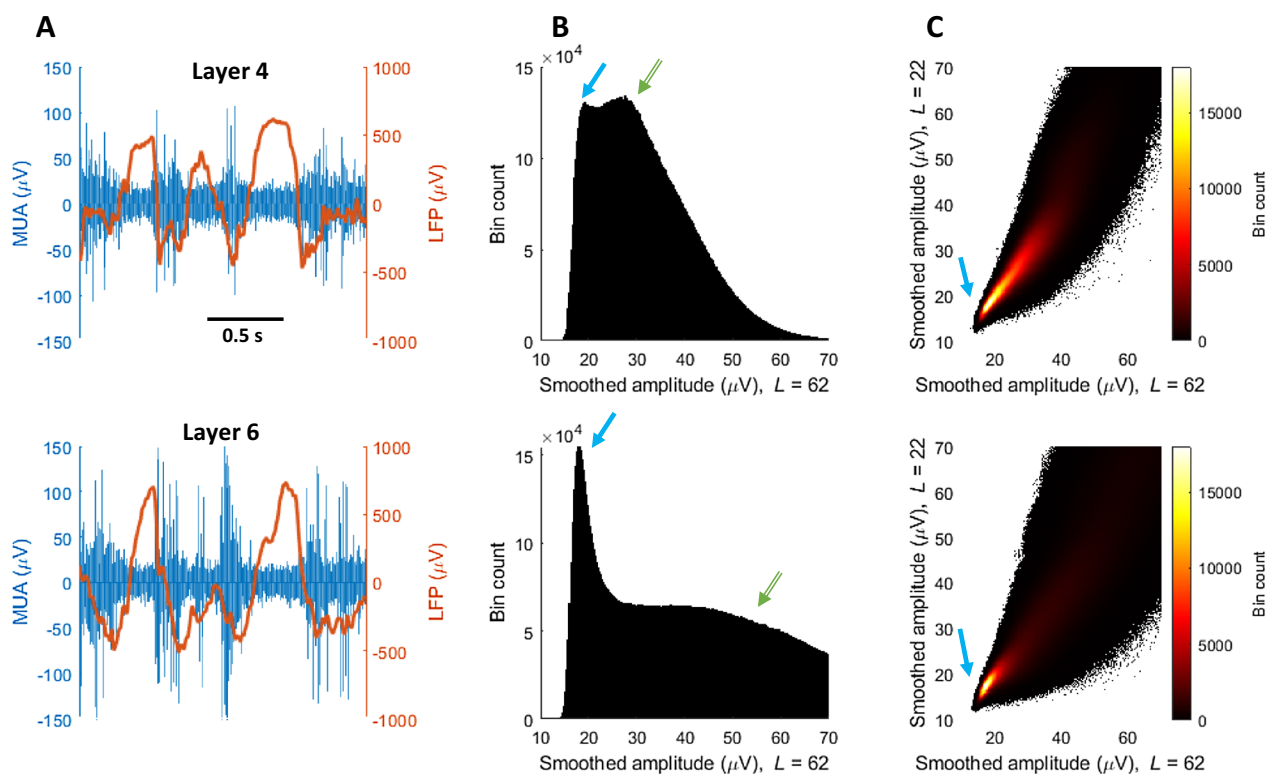 A
B
C
Layer 4
MUA (μV)
150
100
50
0
-50
-100
-150
LFP (μV)
1000
500
0
-500
-1000
0.5 s
× 10⁴
Bin count
15
10
5
0
10 20 30 40 50 60 70
Smoothed amplitude (μV), L = 62
Smoothed amplitude (μV), L = 22
70
60
50
40
30
20
10
20 40 60
Smoothed amplitude (μV), L = 62
15000
10000
5000
0
Bin count
Layer 6
MUA (μV)
150
100
50
0
-50
-100
-150
LFP (μV)
1000
500
0
-500
-1000
× 10⁴
Bin count
15
10
5
0
10 20 30 40 50 60 70
Smoothed amplitude (μV), L = 62
Smoothed amplitude (μV), L = 22
70
60
50
40
30
20
10
20 40 60
Smoothed amplitude (μV), L = 62
15000
10000
5000
0
Bin count